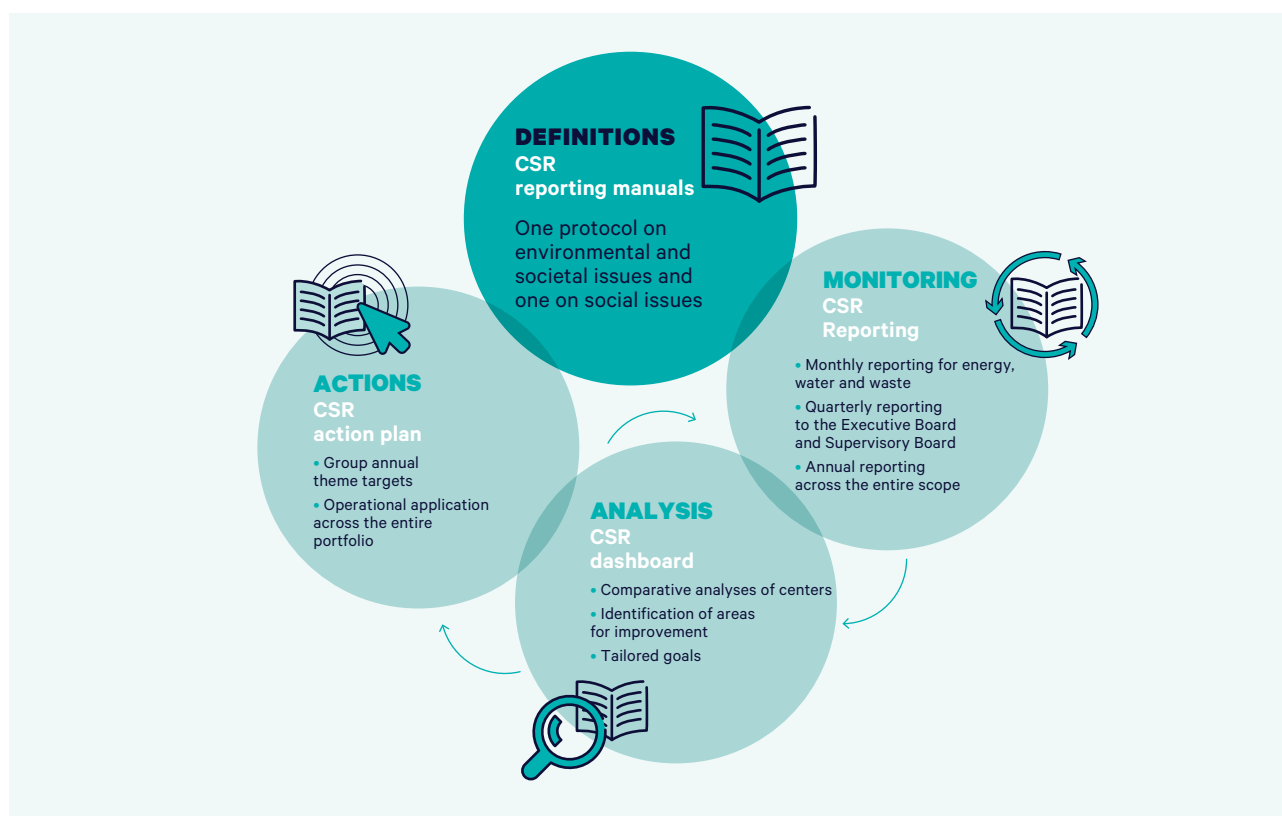 DEFINITIONS
CSR
reporting manuals
One protocol on
environmental and
societal issues and
one on social issues
MONITORING
CSR
Reporting
• Monthly reporting for energy,
water and waste
• Quarterly reporting
to the Executive Board
and Supervisory Board
• Annual reporting
across the entire scope
ANALYSIS
CSR
dashboard
• Comparative analyses of centers
• Identification of areas
for improvement
• Tailored goals
ACTIONS
CSR
action plan
• Group annual
theme targets
• Operational application
across the entire
portfolio